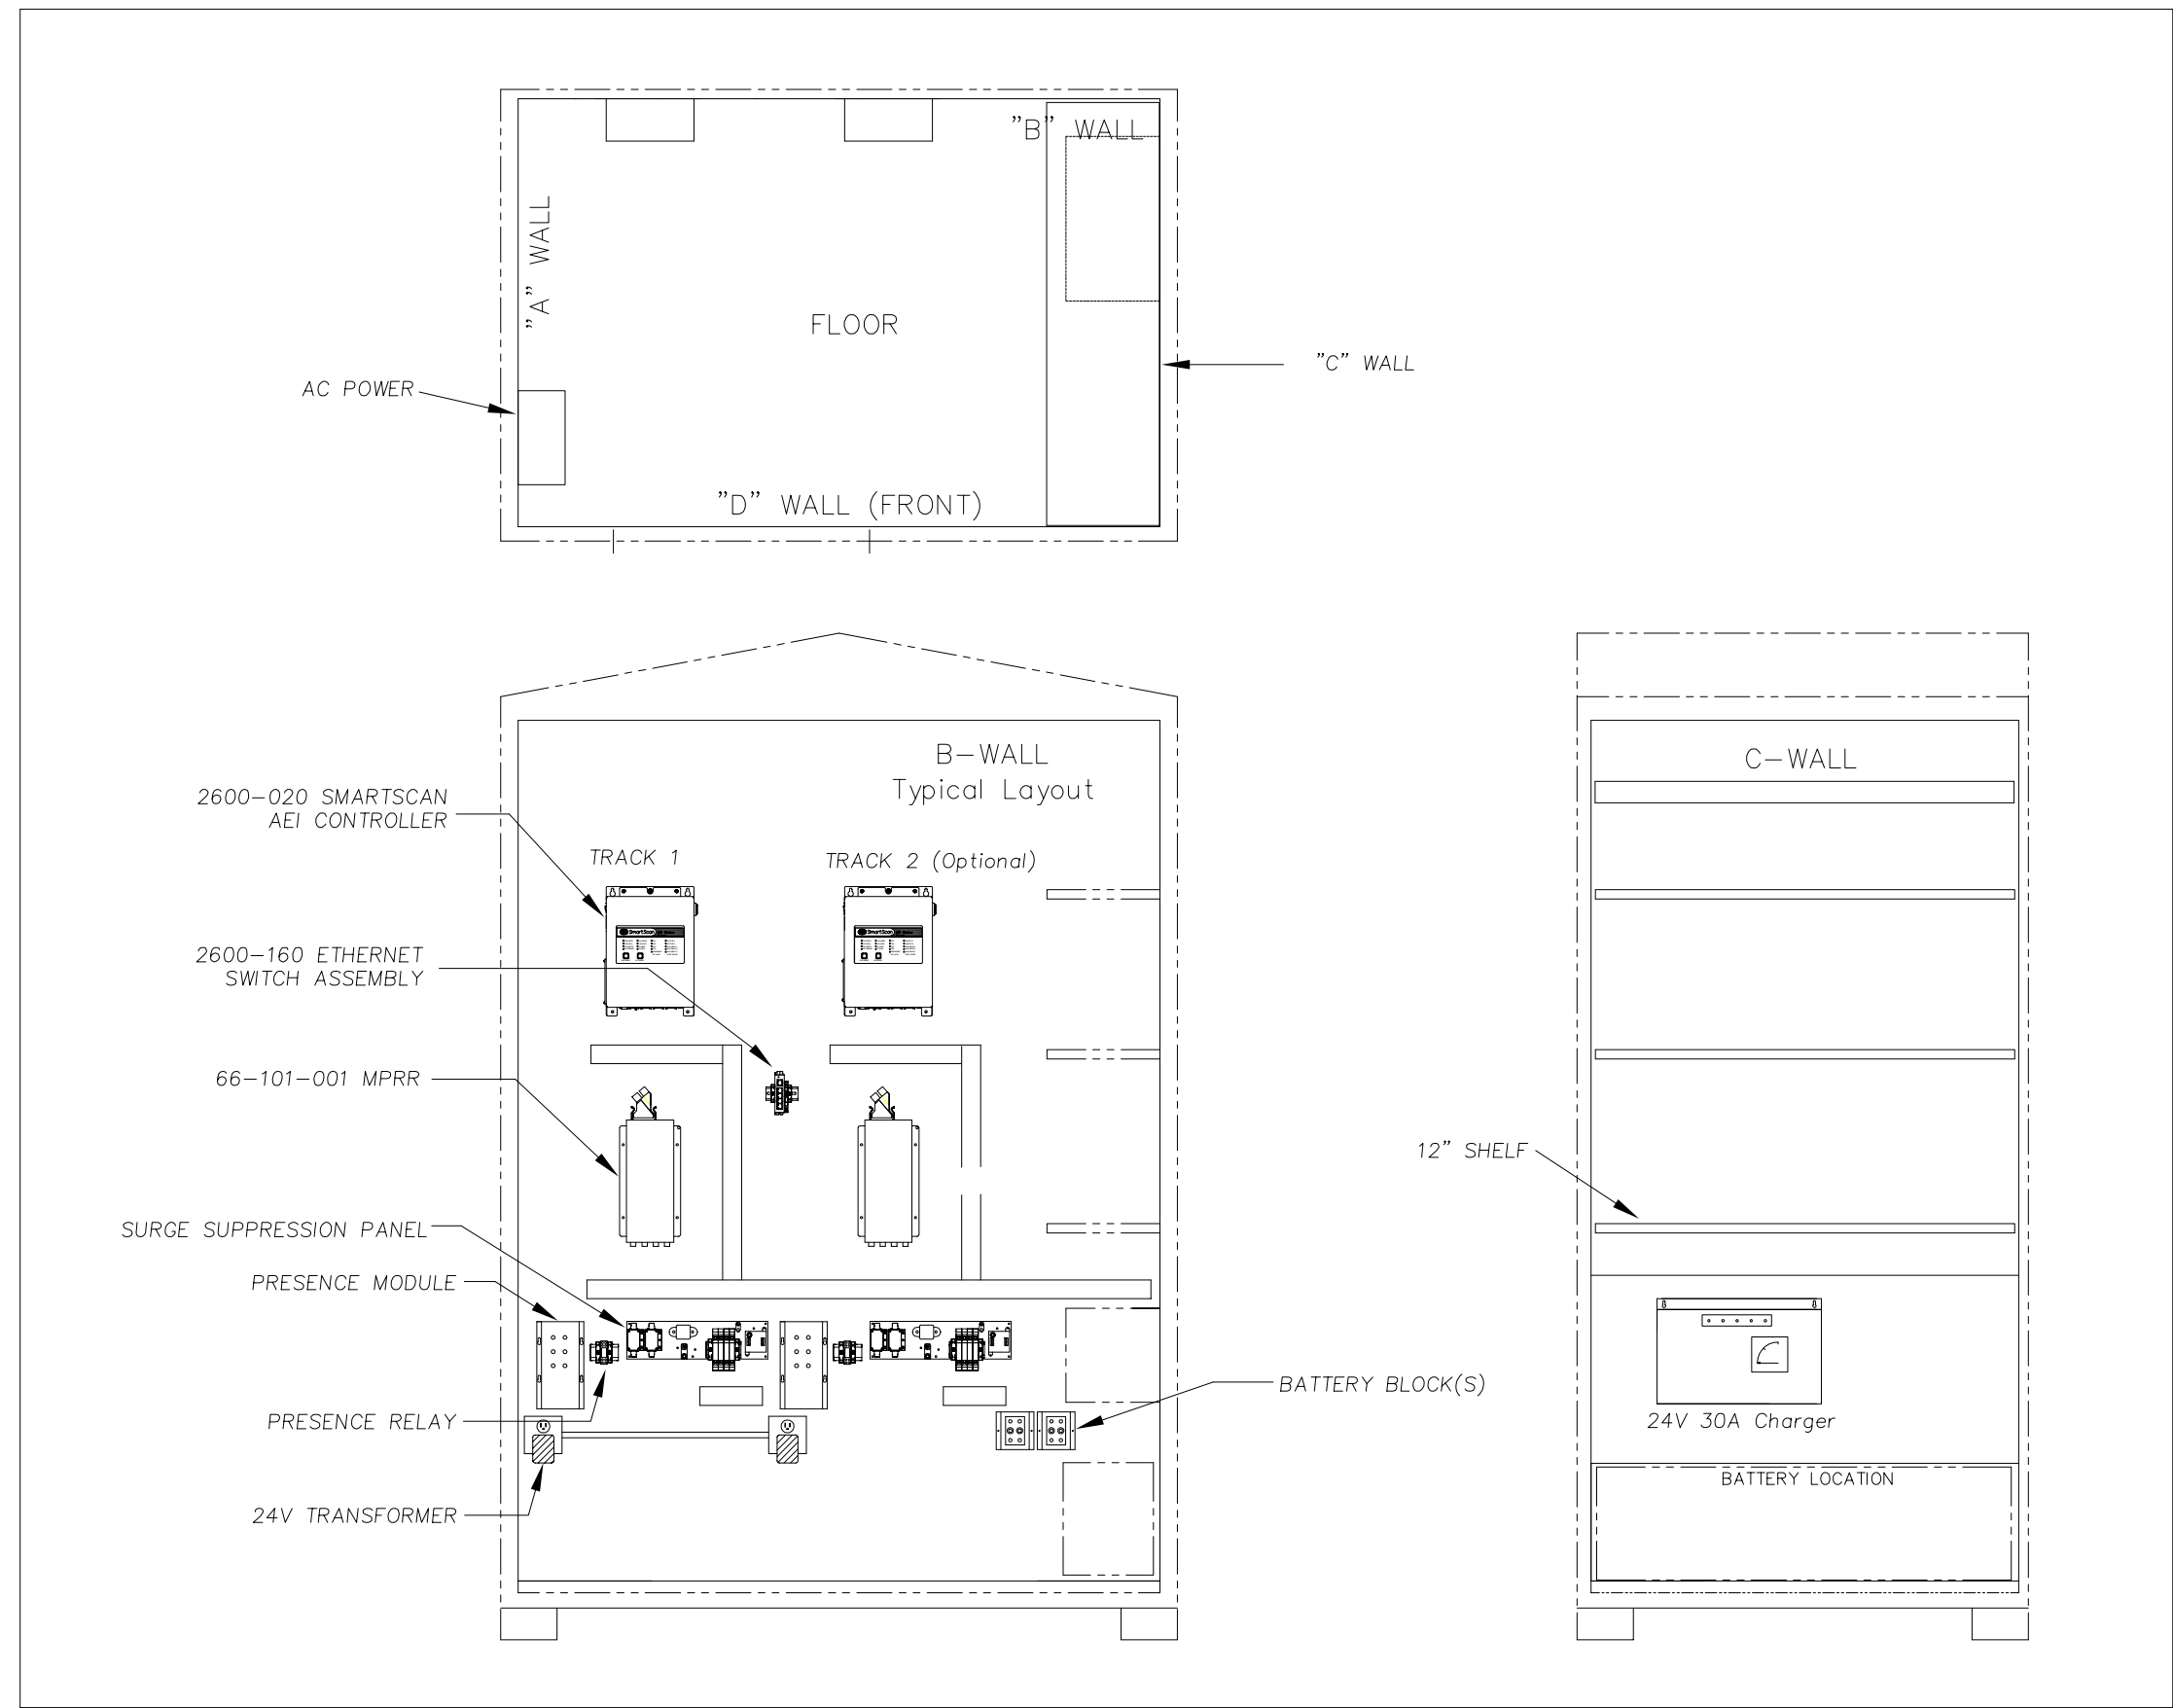 "B" WALL
"A" WALL
FLOOR
"C" WALL
AC POWER
"D" WALL (FRONT)
B-WALL
Typical Layout
C-WALL
2600-020 SMARTSCAN
AEI CONTROLLER
TRACK 1
TRACK 2 (Optional)
SmartScan
SmartScan
2600-160 ETHERNET
SWITCH ASSEMBLY
66-101-001 MPRR
12" SHELF
SURGE SUPPRESSION PANEL
PRESENCE MODULE
BATTERY BLOCK(S)
PRESENCE RELAY
24V 30A Charger
BATTERY LOCATION
24V TRANSFORMER